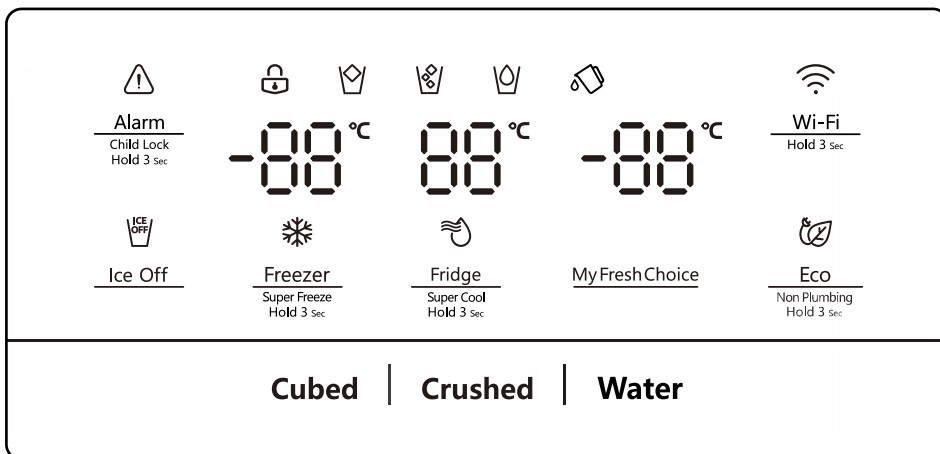 Alarm
Child Lock
Hold 3 Sec
-88°C
88°C
-88°C
Wi-Fi
Hold 3 Sec
ICE
OFF
Ice Off
Freezer
Super Freeze
Hold 3 Sec
Fridge
Super Cool
Hold 3 Sec
My Fresh Choice
Eco
Non Plumbing
Hold 3 Sec
Cubed
Crushed
Water